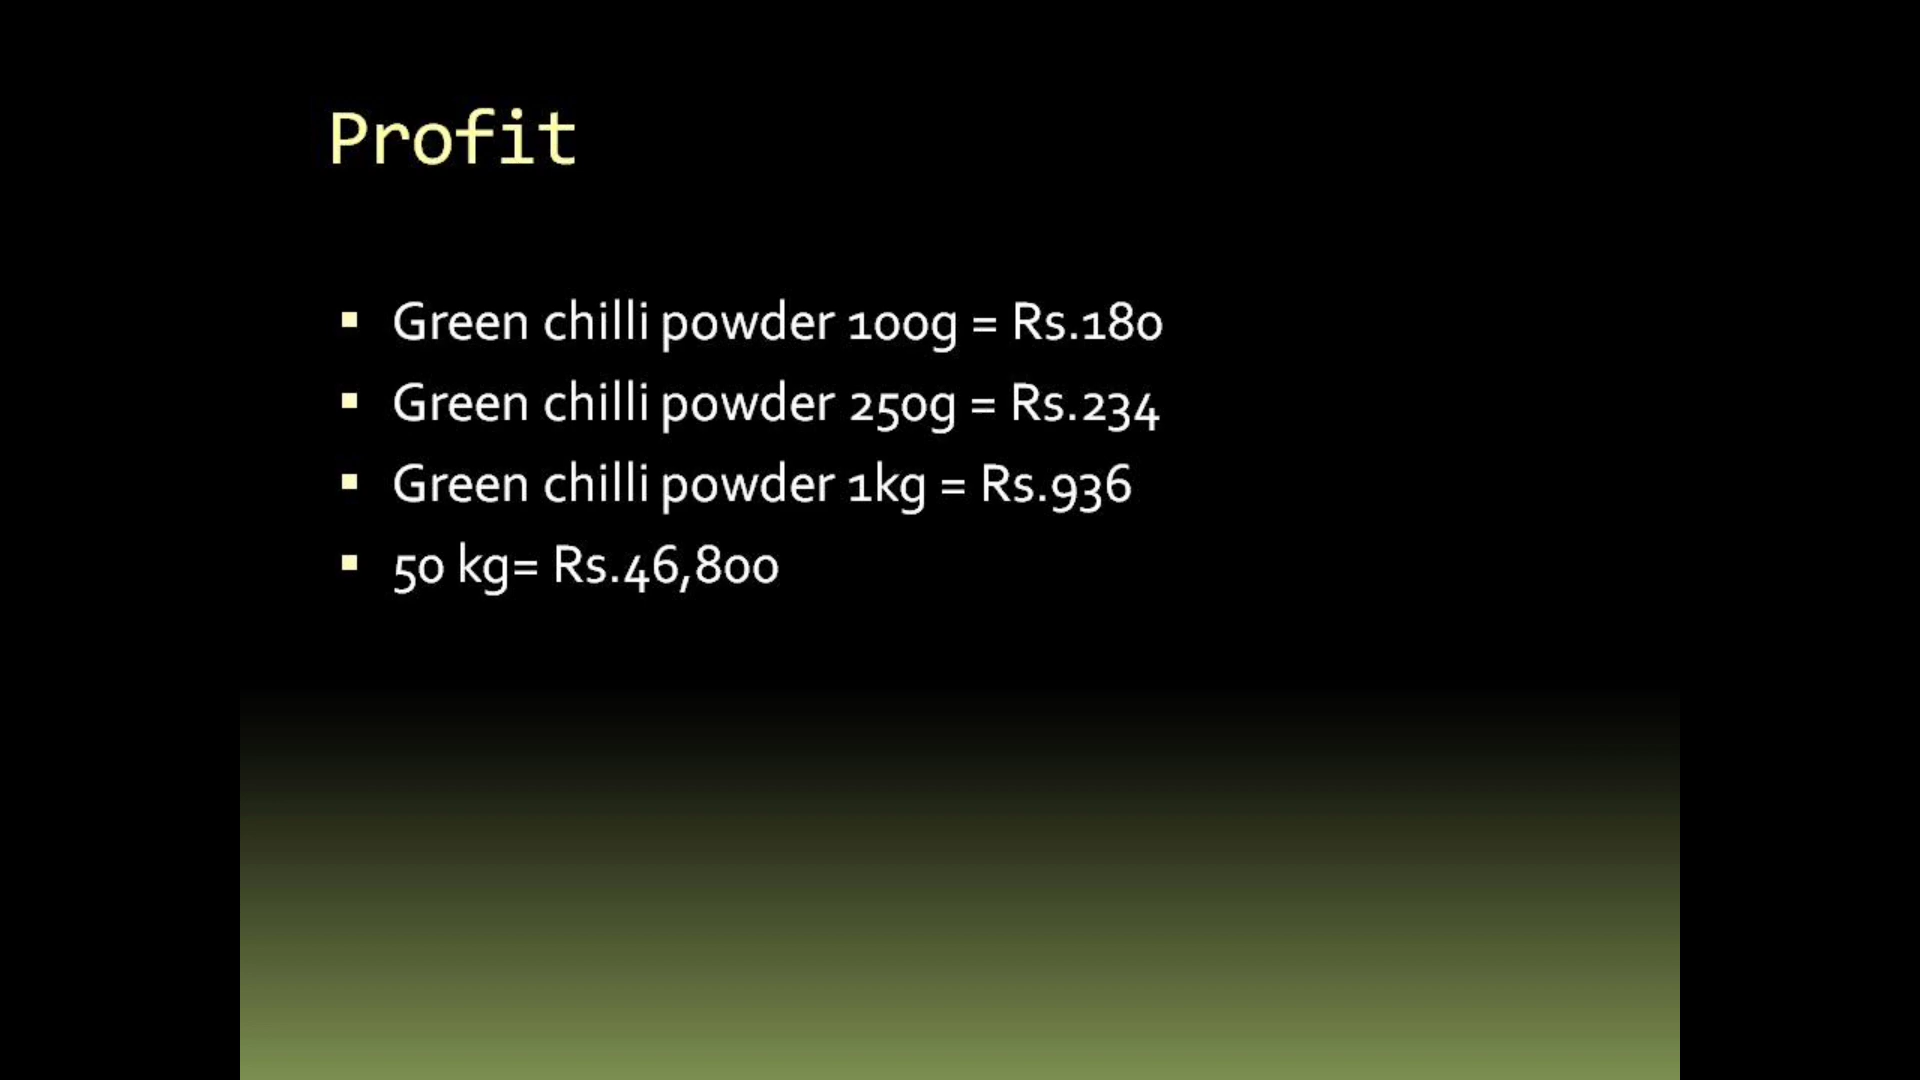 Profit
▪ Green chilli powder 100g = Rs.180
▪ Green chilli powder 250g = Rs.234
▪ Green chilli powder 1kg = Rs.936
▪ 50 kg= Rs.46,800